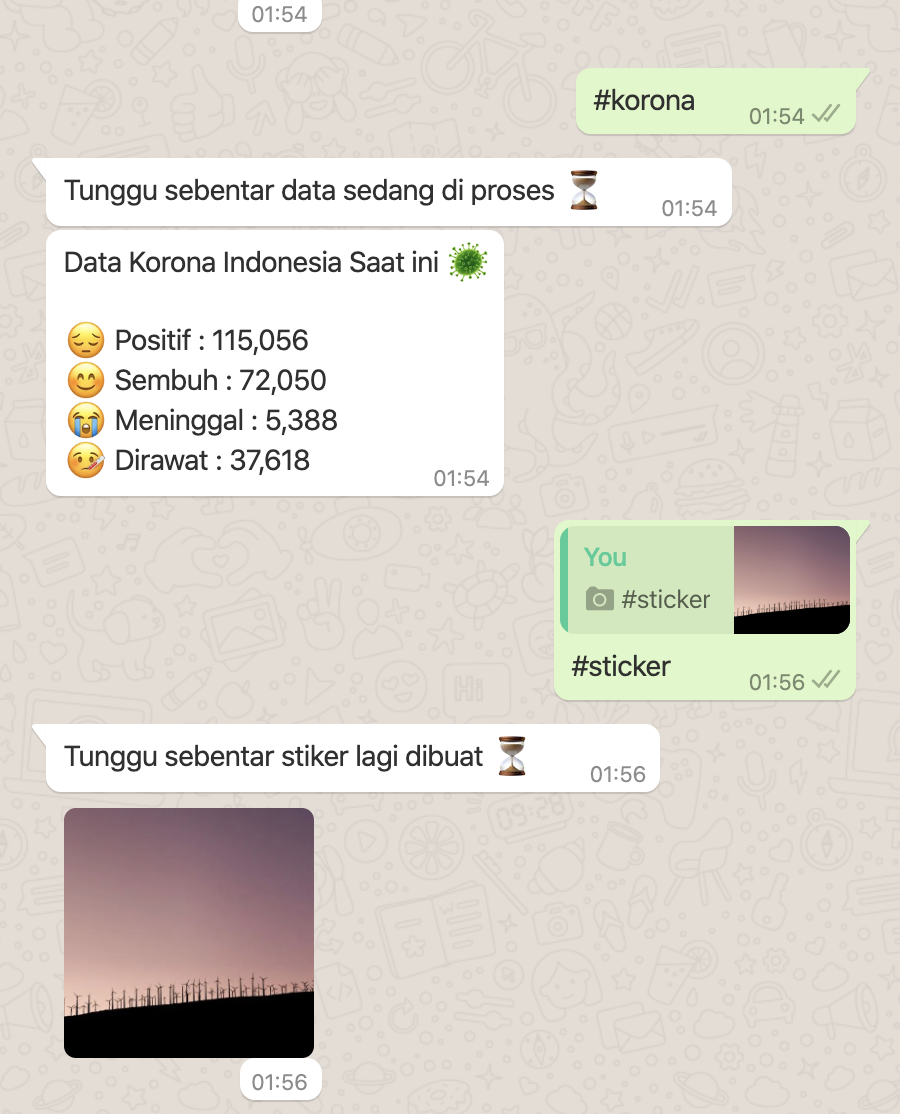 01:54
#korona
01:54
Tunggu sebentar data sedang di proses ⏳
01:54
Data Korona Indonesia Saat ini 🦠
😔 Positif : 115,056
😊 Sembuh : 72,050
😭 Meninggal : 5,388
🤒 Dirawat : 37,618
01:54
You
#sticker
#sticker
01:56
Tunggu sebentar stiker lagi dibuat ⏳
01:56
01:56